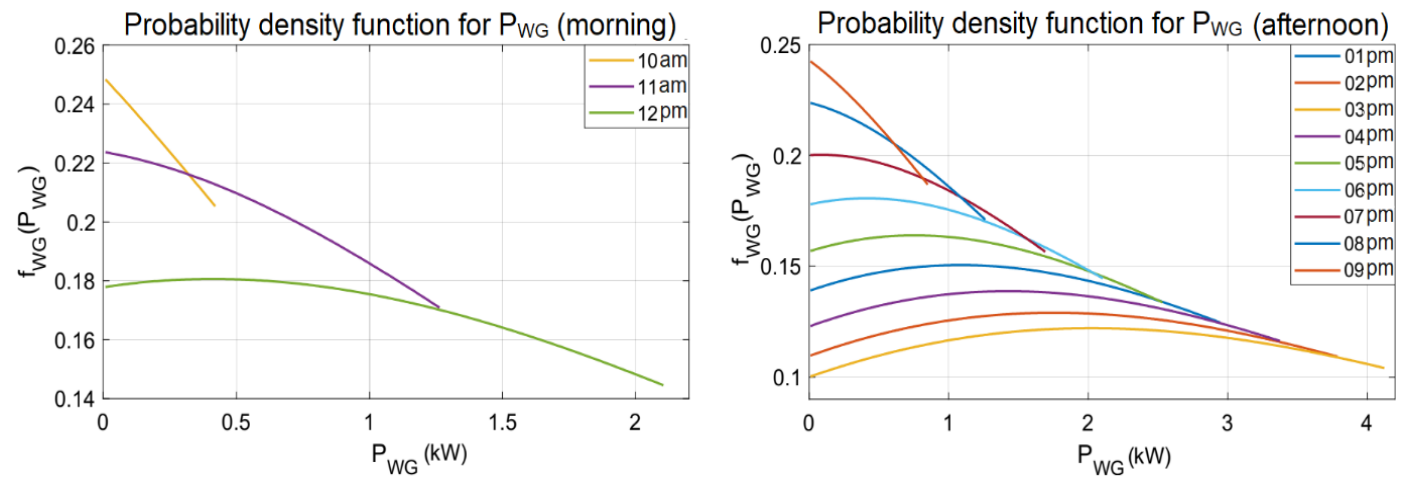 Probability density function for PWG (morning)
0.26
0.24
0.22
0.2
0.18
0.16
0.14
0
0.5
1
1.5
2
fWG(PWG)
PWG (kW)
10am
11am
12pm
Probability density function for PWG (afternoon)
0.25
0.2
0.15
0.1
0
1
2
3
4
fWG(PWG)
PWG (kW)
01pm
02pm
03pm
04pm
05pm
06pm
07pm
08pm
09pm